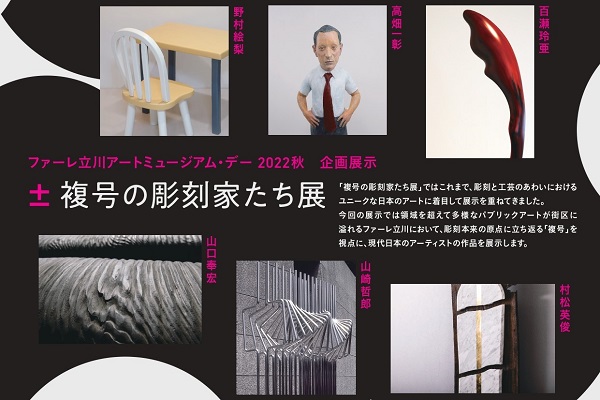 野村絵梨
高畑一彰
百瀬玲亜
ファーレ立川アートミュージアム・デー 2022秋　企画展示
± 複号の彫刻家たち展
「複号の彫刻家たち展」ではこれまで、彫刻と工芸のあわいにおける
ユニークな日本のアートに着目して展示を重ねてきました。
今回の展示では領域を超えて多様なパブリックアートが街区に
溢れるファーレ立川において、彫刻本来の原点に立ち返る「複号」を
視点に、現代日本のアーティストの作品を展示します。
山口奉宏
山崎哲郎
村松英俊